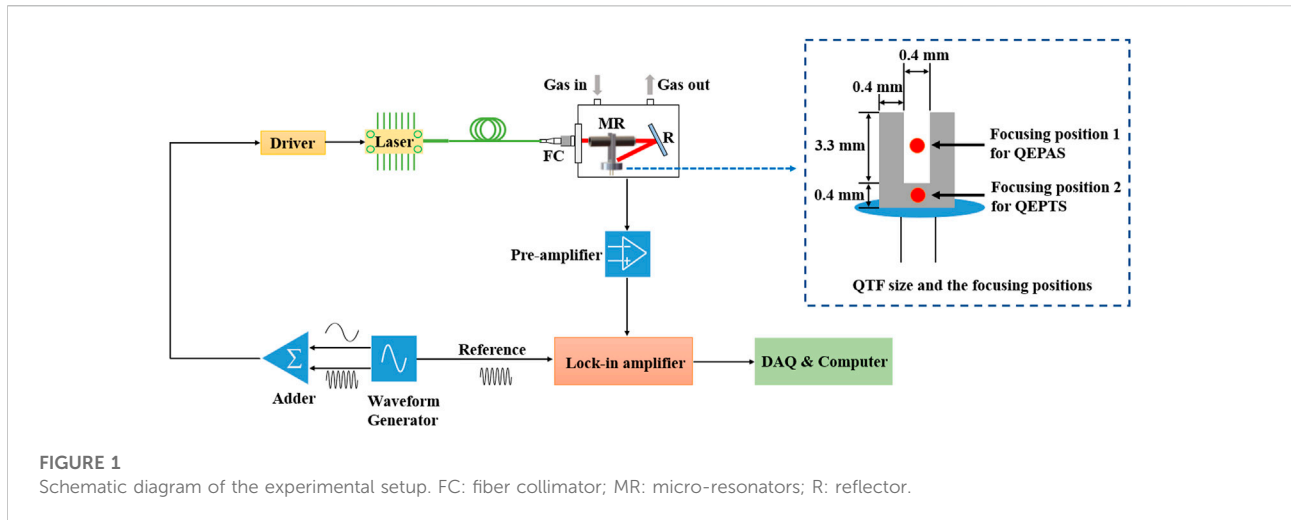 0.4 mm
0.4 mm
Gas in
Gas out
MR
R
Driver
Laser
FC
3.3 mm
Focusing position 1
for QEPAS
0.4 mm
Focusing position 2
for QEPTS
Pre-amplifier
QTF size and the focusing positions
Σ
Reference
Lock-in amplifier
DAQ & Computer
Adder
Waveform
Generator
FIGURE 1
Schematic diagram of the experimental setup. FC: fiber collimator; MR: micro-resonators; R: reflector.